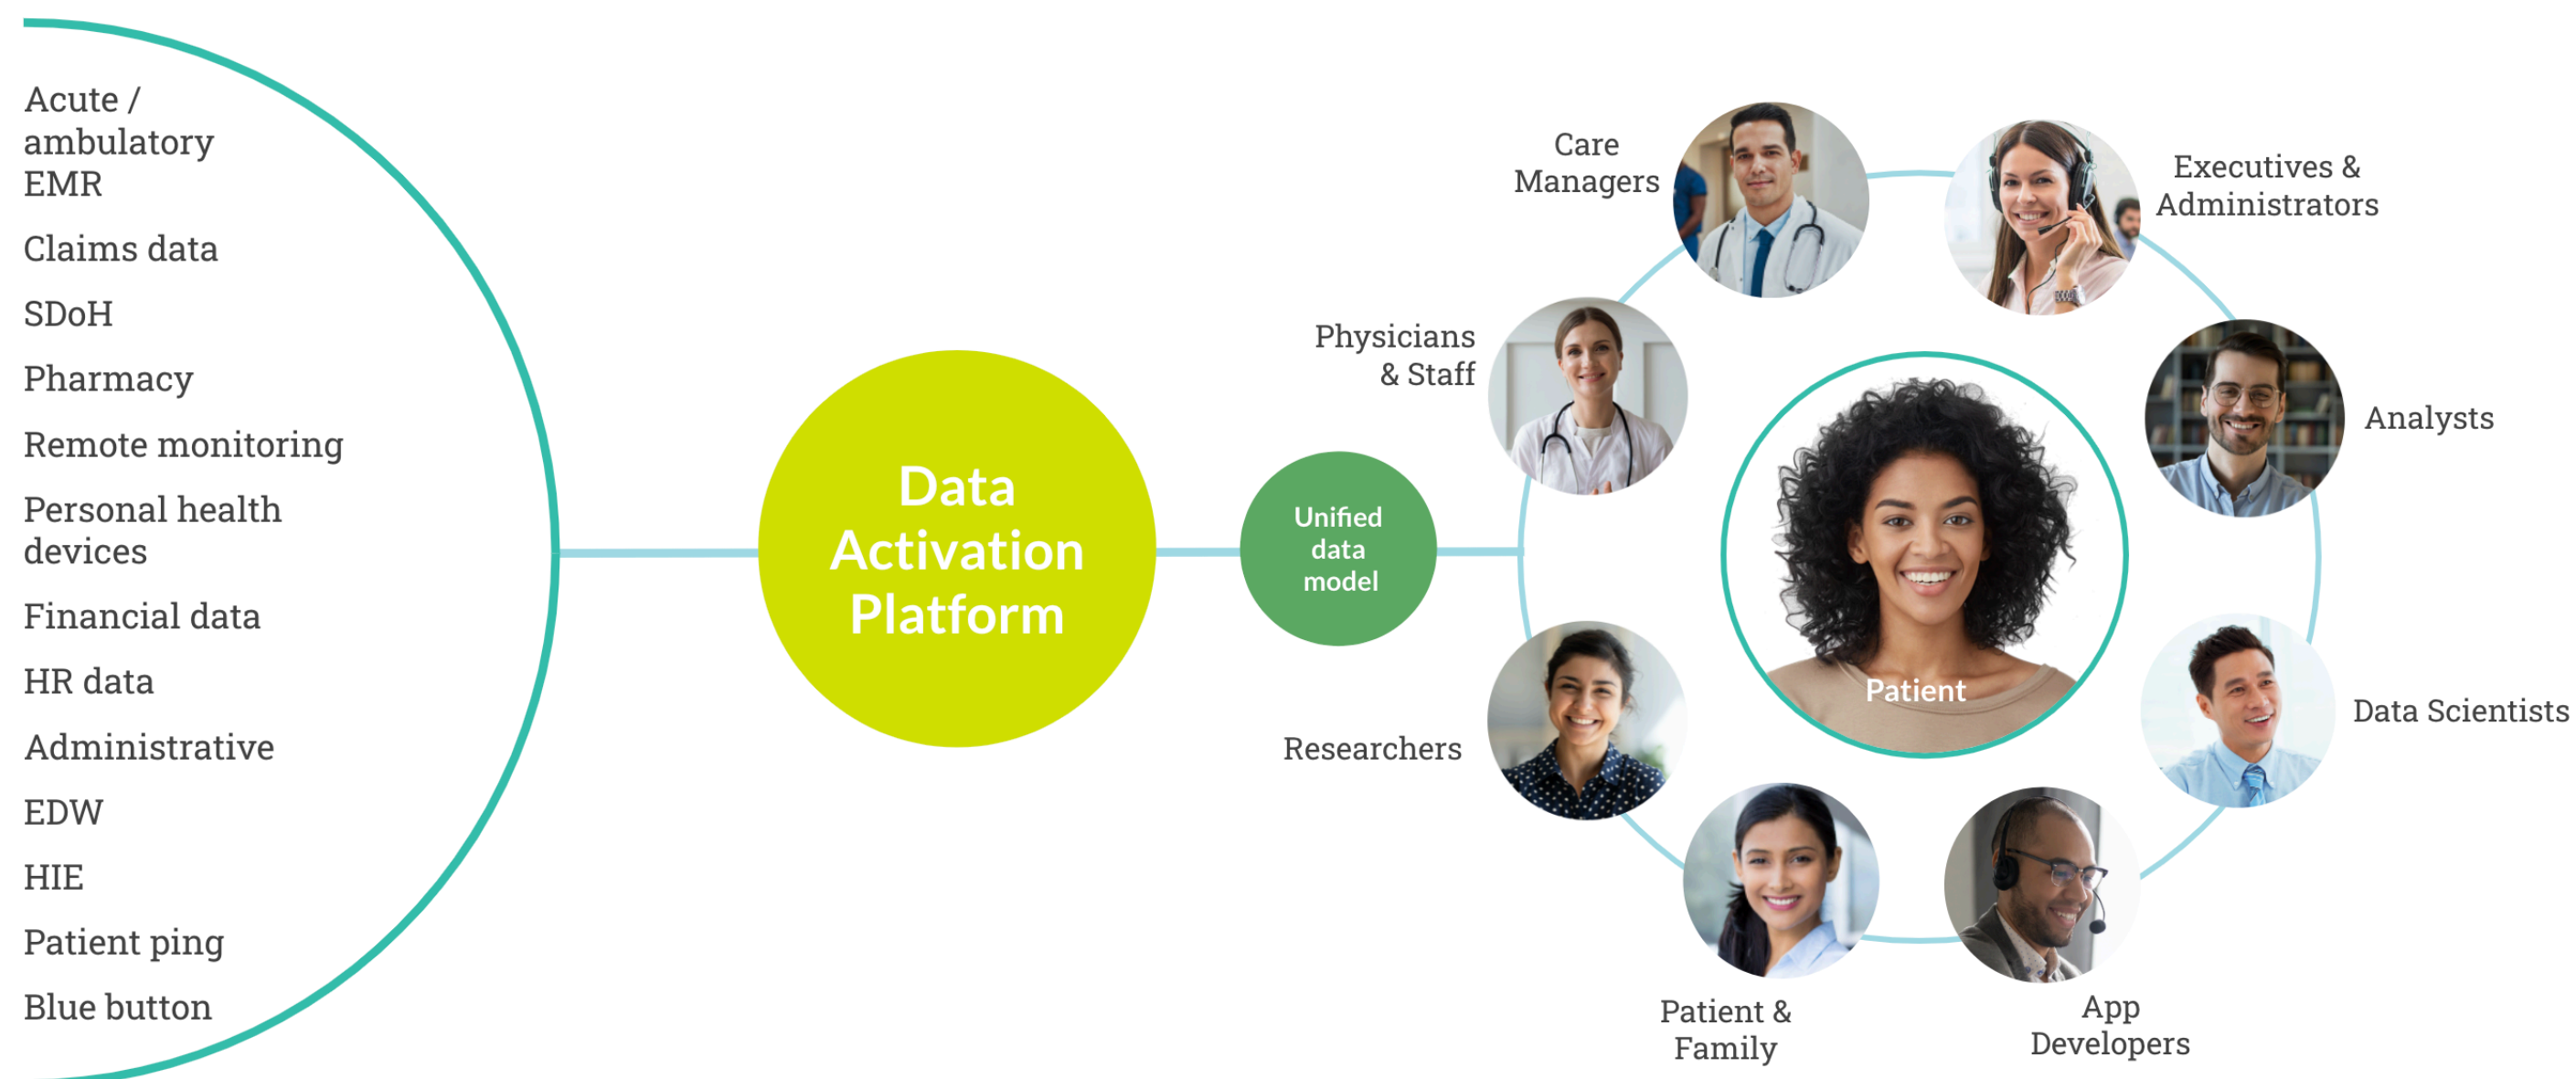 Acute /
ambulatory
EMR
Claims data
SDoH
Pharmacy
Remote monitoring
Personal health
devices
Financial data
HR data
Administrative
EDW
HIE
Patient ping
Blue button
Data
Activation
Platform
Unified
data
model
Care
Managers
Executives &
Administrators
Physicians
& Staff
Analysts
Patient
Researchers
Data Scientists
Patient &
Family
App
Developers